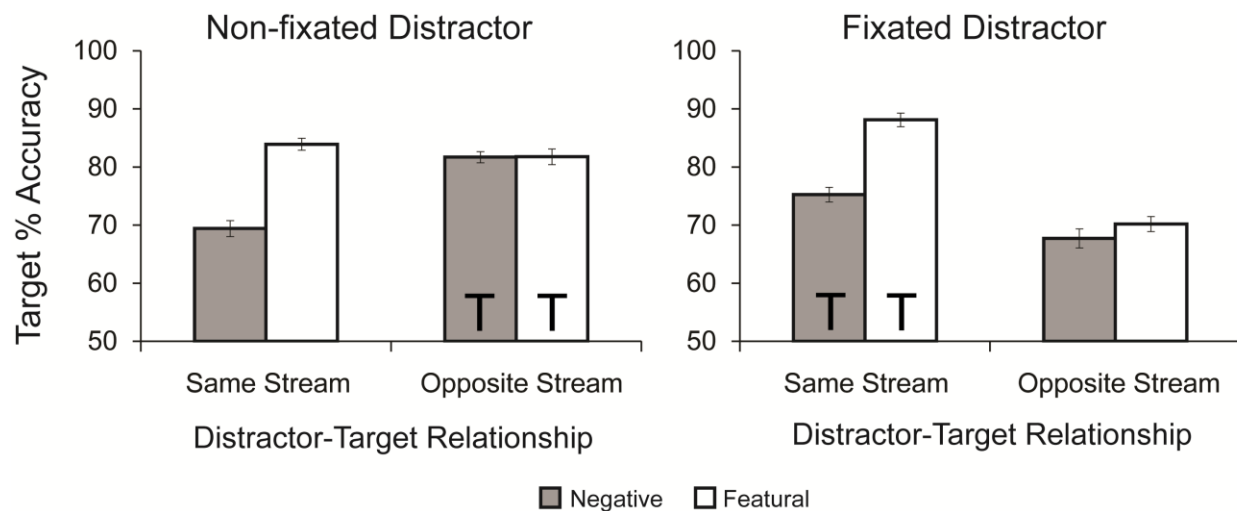 Non-fixated Distractor
Target % Accuracy
100
90
80
70
60
50
T T
Same Stream Opposite Stream
Distractor-Target Relationship
Fixated Distractor
100
90
80
70
60
50
T T
Same Stream Opposite Stream
Distractor-Target Relationship
Negative Featural